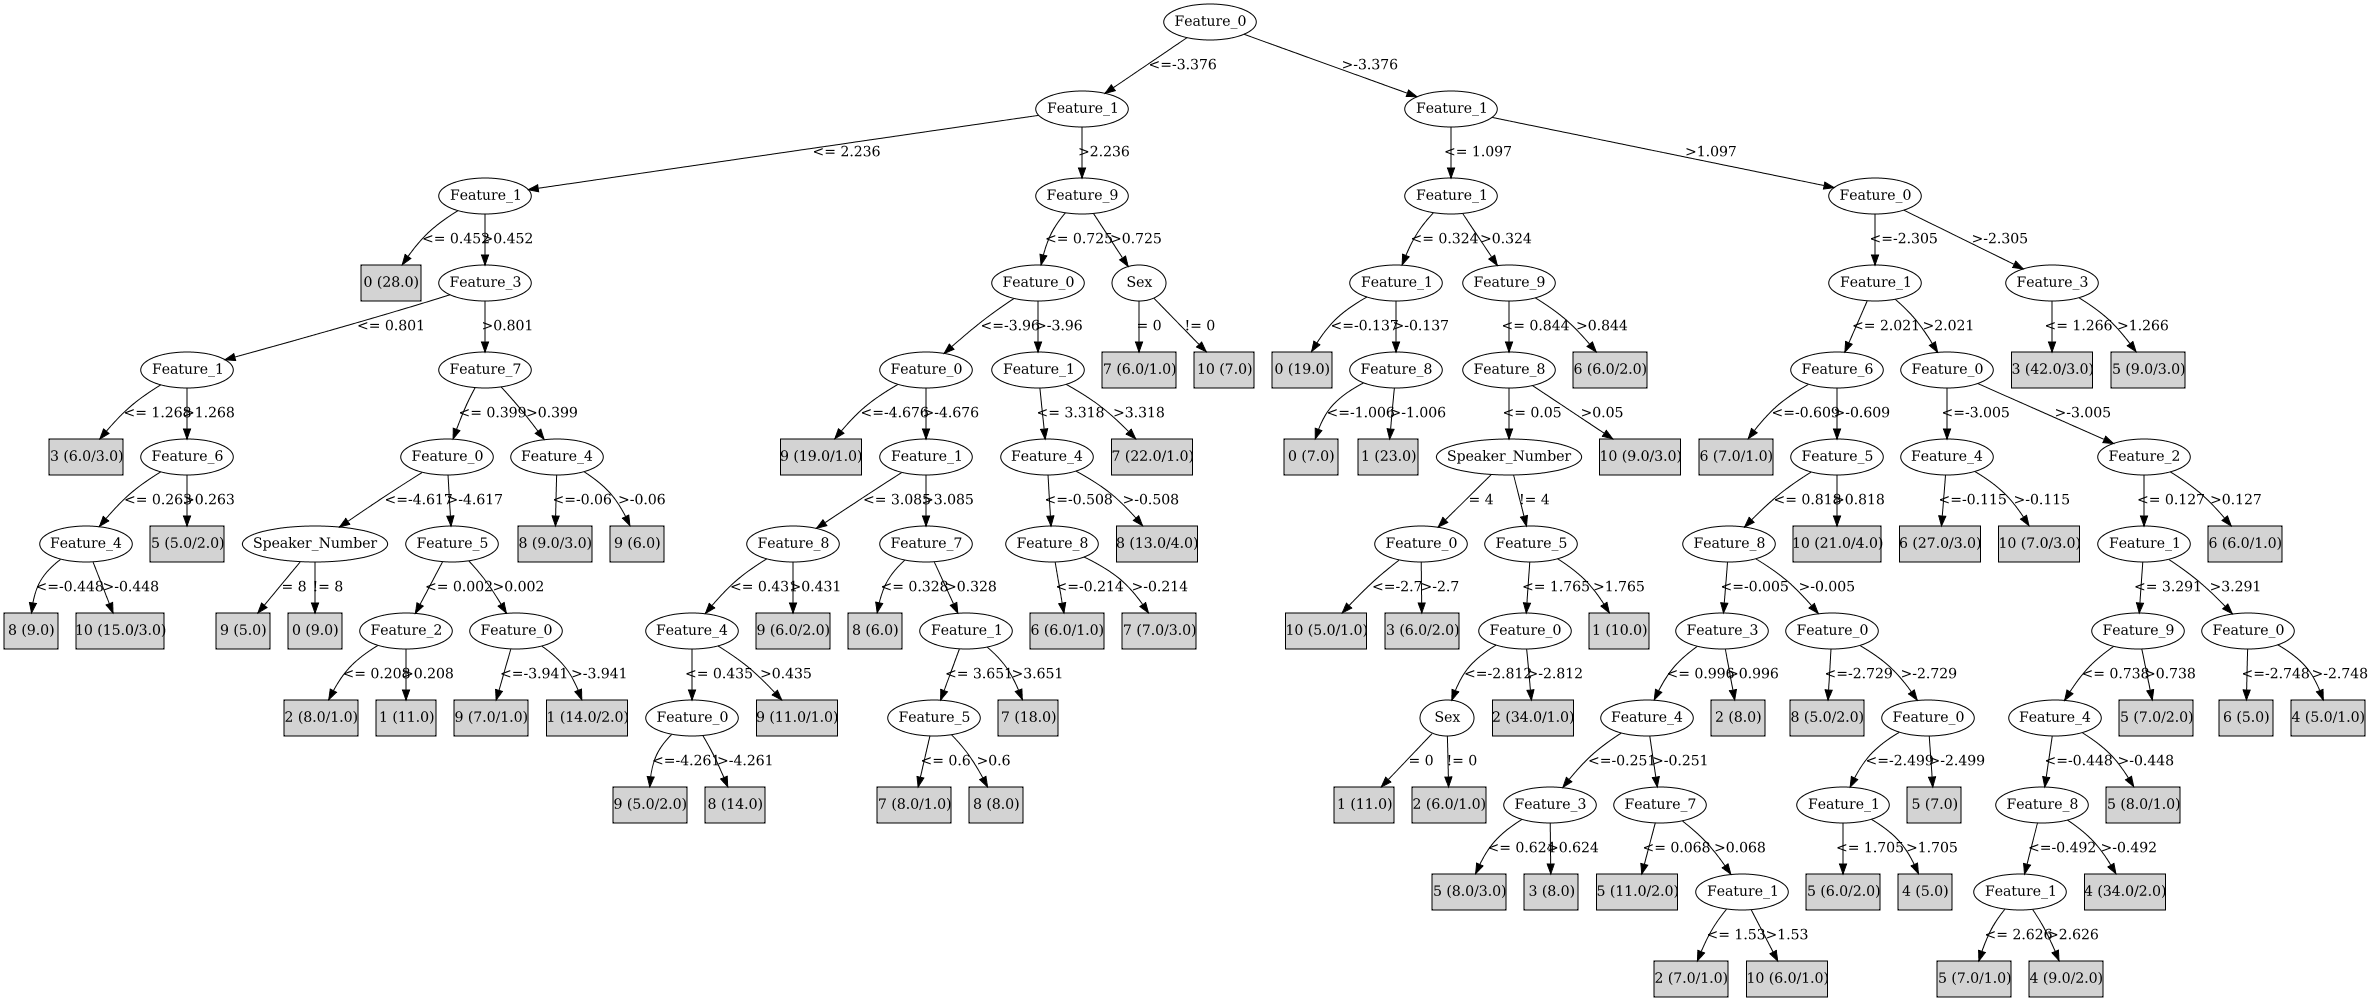 Feature_0
<=-3.376 >-3.376
Feature_1 Feature_1
<= 2.236 >2.236 <= 1.097 >1.097
Feature_1 Feature_9 Feature_1 Feature_0
<= 0.452 >0.452 <= 0.725 >0.725 <= 0.324 >0.324 <=-2.305 >-2.305
0 (28.0) Feature_3 Feature_0 Sex Feature_1 Feature_9 Feature_1 Feature_3
<= 0.801 >0.801 <=-3.96 >-3.96 = 0 != 0 <=-0.137 >-0.137 <= 0.844 >0.844 <= 2.021 >2.021 <= 1.266 >1.266
Feature_1 Feature_7 Feature_0 Feature_1 7 (6.0/1.0) 10 (7.0) 0 (19.0) Feature_8 Feature_8 6 (6.0/2.0) Feature_6 Feature_0 3 (42.0/3.0) 5 (9.0/3.0)
<= 1.268 >1.268 <= 0.399 >0.399 <=-4.676 >-4.676 <= 3.318 >3.318 <=-1.006 >-1.006 <= 0.05 >0.05 <=-0.609 >-0.609 <=-3.005 >-3.005
3 (6.0/3.0) Feature_6 Feature_0 Feature_4 9 (19.0/1.0) Feature_1 Feature_4 7 (22.0/1.0) 0 (7.0) 1 (23.0) Speaker_Number 10 (9.0/3.0) 6 (7.0/1.0) Feature_5 Feature_4 Feature_2
<= 0.263 >0.263 <=-4.617 >-4.617 <=-0.06 >-0.06 <= 3.085 >3.085 <=-0.508 >-0.508 = 4 != 4 <= 0.818 >0.818 <=-0.115 >-0.115 <= 0.127 >0.127
Feature_4 5 (5.0/2.0) Speaker_Number Feature_5 8 (9.0/3.0) 9 (6.0) Feature_8 Feature_7 Feature_8 8 (13.0/4.0) Feature_0 Feature_5 Feature_8 10 (21.0/4.0) 6 (27.0/3.0) 10 (7.0/3.0) Feature_1 6 (6.0/1.0)
<=-0.448 >-0.448 = 8 != 8 <= 0.002 >0.002 <= 0.431 >0.431 <= 0.328 >0.328 <=-0.214 >-0.214 <=-2.7 >-2.7 <= 1.765 >1.765 <=-0.005 >-0.005 <= 3.291 >3.291
8 (9.0) 10 (15.0/3.0) 9 (5.0) 0 (9.0) Feature_2 Feature_0 Feature_4 9 (6.0/2.0) 8 (6.0) Feature_1 6 (6.0/1.0) 7 (7.0/3.0) 10 (5.0/1.0) 3 (6.0/2.0) Feature_0 1 (10.0) Feature_3 Feature_0 Feature_9 Feature_0
<= 0.208 >0.208 <=-3.941 >-3.941 <= 0.435 >0.435 <= 3.651 >3.651 <=-2.812 >-2.812 <= 0.996 >0.996 <=-2.729 >-2.729 <= 0.738 >0.738 <=-2.748 >-2.748
2 (8.0/1.0) 1 (11.0) 9 (7.0/1.0) 1 (14.0/2.0) Feature_0 9 (11.0/1.0) Feature_5 7 (18.0) Sex 2 (34.0/1.0) Feature_4 2 (8.0) 8 (5.0/2.0) Feature_0 Feature_4 5 (7.0/2.0) 6 (5.0) 4 (5.0/1.0)
<=-4.261 >-4.261 <= 0.6 >0.6 = 0 != 0 <=-0.251 >-0.251 <=-2.499 >-2.499 <=-0.448 >-0.448
9 (5.0/2.0) 8 (14.0) 7 (8.0/1.0) 8 (8.0) 1 (11.0) 2 (6.0/1.0) Feature_3 Feature_7 Feature_1 5 (7.0) Feature_8 5 (8.0/1.0)
<= 0.624 >0.624 <= 0.068 >0.068 <= 1.705 >1.705 <=-0.492 >-0.492
5 (8.0/3.0) 3 (8.0) 5 (11.0/2.0) Feature_1 5 (6.0/2.0) 4 (5.0) Feature_1 4 (34.0/2.0)
<= 1.53 >1.53 <= 2.626 >2.626
2 (7.0/1.0) 10 (6.0/1.0) 5 (7.0/1.0) 4 (9.0/2.0)